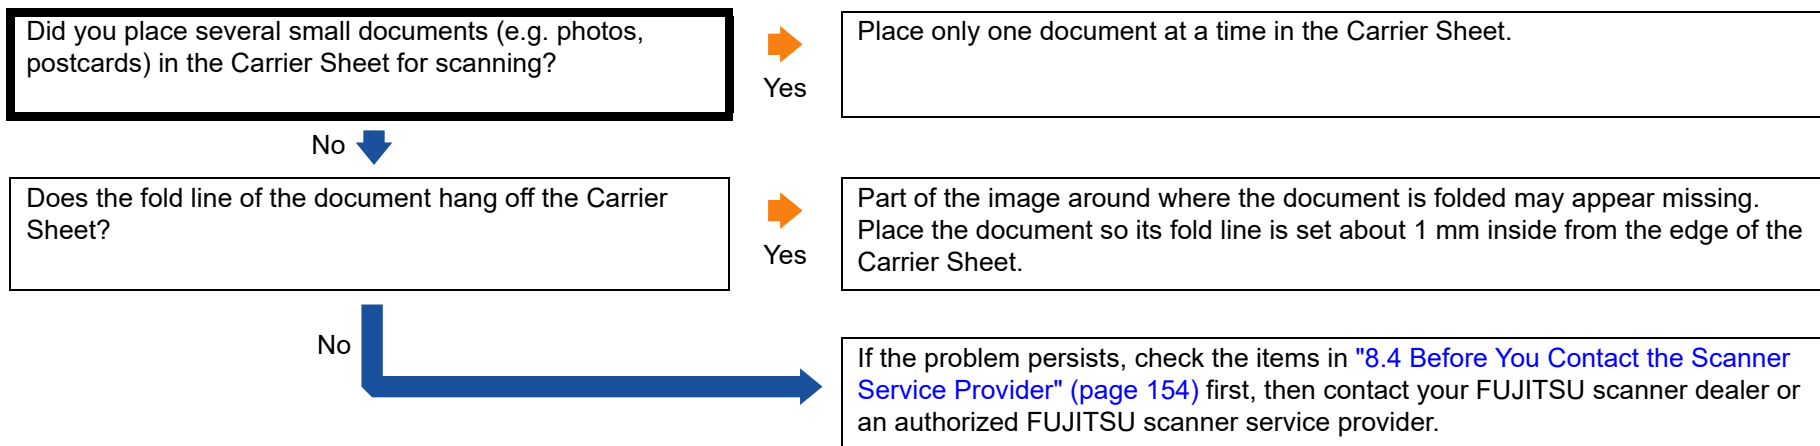 Did you place several small documents (e.g. photos,
postcards) in the Carrier Sheet for scanning?
Yes
Place only one document at a time in the Carrier Sheet.
No
Does the fold line of the document hang off the Carrier
Sheet?
Yes
Part of the image around where the document is folded may appear missing.
Place the document so its fold line is set about 1 mm inside from the edge of the
Carrier Sheet.
No
If the problem persists, check the items in "8.4 Before You Contact the Scanner
Service Provider" (page 154) first, then contact your FUJITSU scanner dealer or
an authorized FUJITSU scanner service provider.